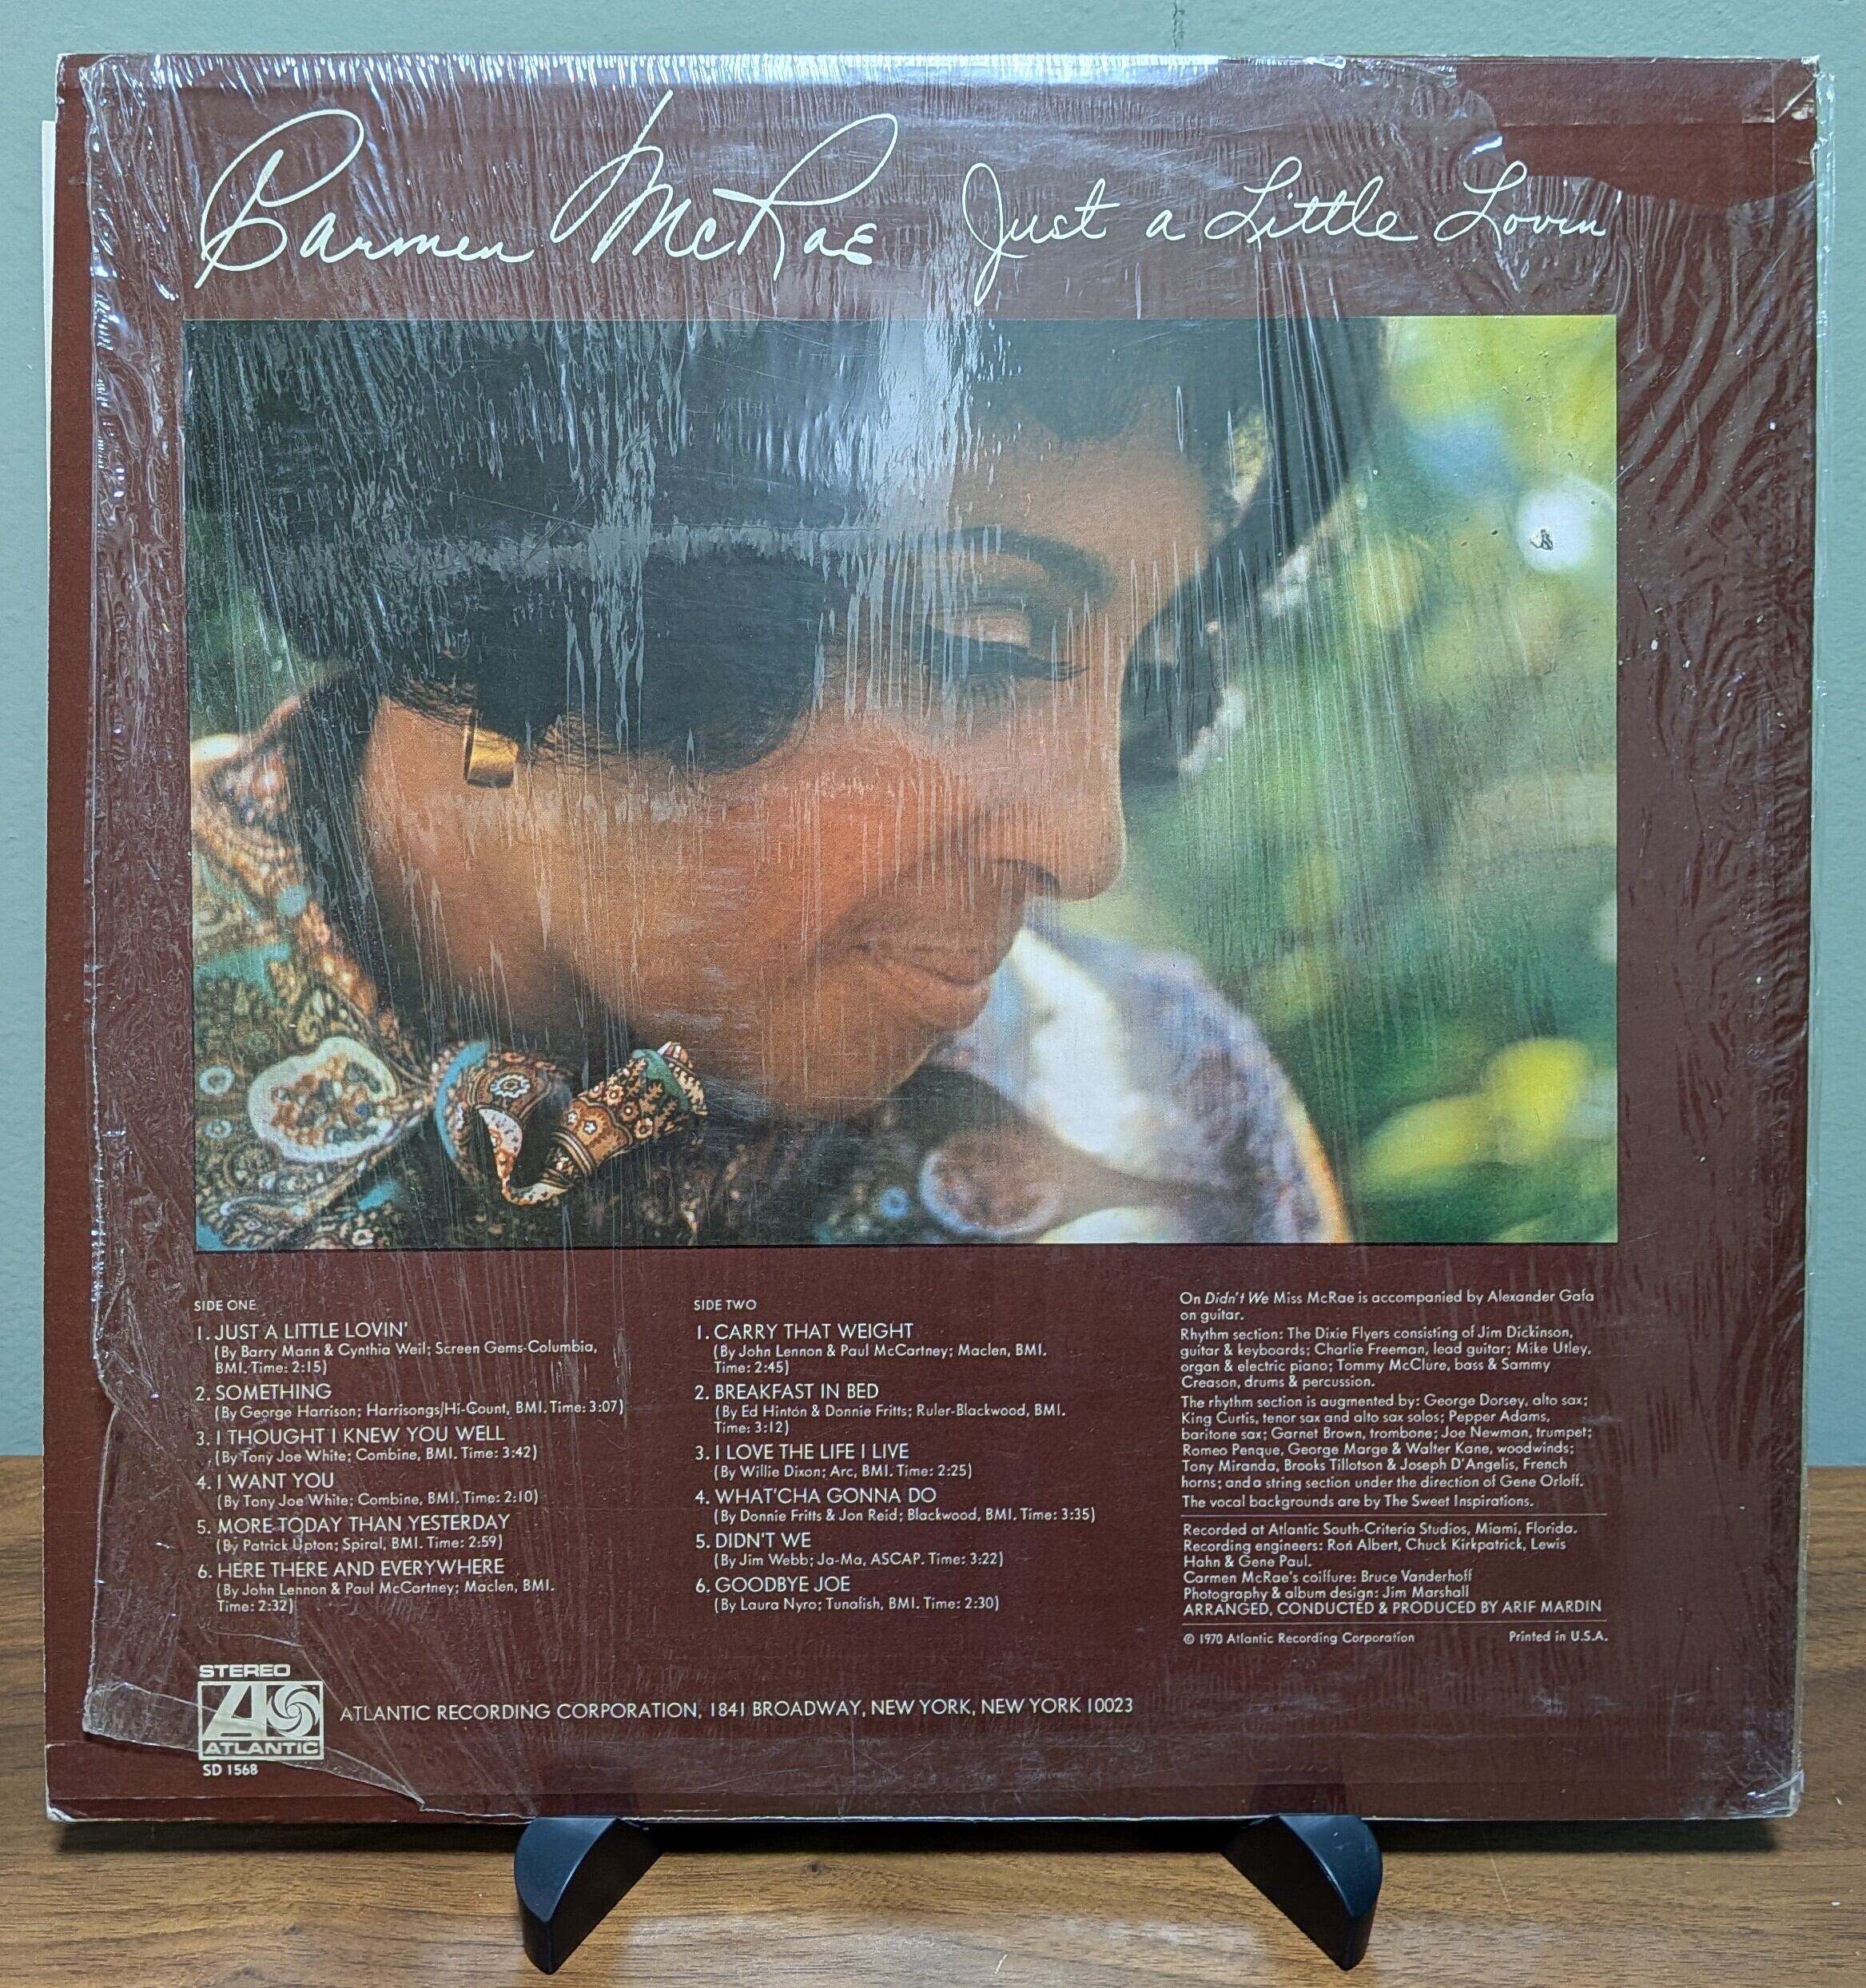 Carmen McRae Just a Little Lovin'
SIDE ONE
1. JUST A LITTLE LOVIN'
(By Barry Mann & Cynthia Weil; Screen Gems-Columbia,
BMI. Time: 2:15)
2. SOMETHING
(By George Harrison; Harrisongs/Hi-Count, BMI. Time: 3:07)
3. I THOUGHT I KNEW YOU WELL
(By Tony Joe White; Combine, BMI. Time: 3:42)
4. I WANT YOU
(By Tony Joe White; Combine, BMI. Time: 2:10)
5. MORE TODAY THAN YESTERDAY
(By Patrick Upton; Spiral, BMI. Time: 2:59)
6. HERE THERE AND EVERYWHERE
(By John Lennon & Paul McCartney; Maclen, BMI.
Time: 2:32)
SIDE TWO
1. CARRY THAT WEIGHT
(By John Lennon & Paul McCartney; Maclen, BMI.
Time: 2:45)
2. BREAKFAST IN BED
(By Ed Hinton & Donnie Fritts; Ruler-Blackwood, BMI.
Time: 3:12)
3. I LOVE THE LIFE I LIVE
(By Willie Dixon; Arc, BMI. Time: 2:25)
4. WHAT'CHA GONNA DO
(By Donnie Fritts & Jon Reid; Blackwood, BMI. Time: 3:35)
5. DIDN'T WE
(By Jim Webb; Ja-Ma, ASCAP. Time: 3:22)
6. GOODBYE JOE
(By Laura Nyro; Tunafish, BMI. Time: 2:30)
On Didn't We Miss McRae is accompanied by Alexander Gafa
on guitar.
Rhythm section: The Dixie Flyers consisting of Jim Dickinson,
guitar & keyboards; Charlie Freeman, lead guitar; Mike Utley,
organ & electric piano; Tommy McClure, bass & Sammy
Creason, drums & percussion.
The rhythm section is augmented by: George Dorsey, alto sax;
King Curtis, tenor sax and alto sax solos; Pepper Adams,
baritone sax; Garnet Brown, trombone; Joe Newman, trumpet;
Romeo Penque, George Marge & Walter Kane, woodwinds;
Tony Miranda, Brooks Tillotson & Joseph D'Angelis, French
horns; and a string section under the direction of Gene Orloff.
The vocal backgrounds are by The Sweet Inspirations.
Recorded at Atlantic South-Criteria Studios, Miami, Florida.
Recording engineers: Ron Albert, Chuck Kirkpatrick, Lewis
Hahn & Gene Paul.
Carmen McRae's coiffure: Bruce Vanderhoff
Photography & album design: Jim Marshall
ARRANGED, CONDUCTED & PRODUCED BY ARIF MARDIN
© 1970 Atlantic Recording Corporation Printed in U.S.A.
STEREO
ATLANTIC
SD 1568
ATLANTIC RECORDING CORPORATION, 1841 BROADWAY, NEW YORK, NEW YORK 10023